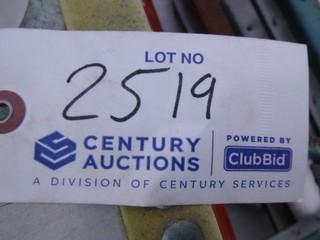 LOT NO
2519
CENTURY AUCTIONS
POWERED BY
ClubBid
A DIVISION OF CENTURY SERVICES